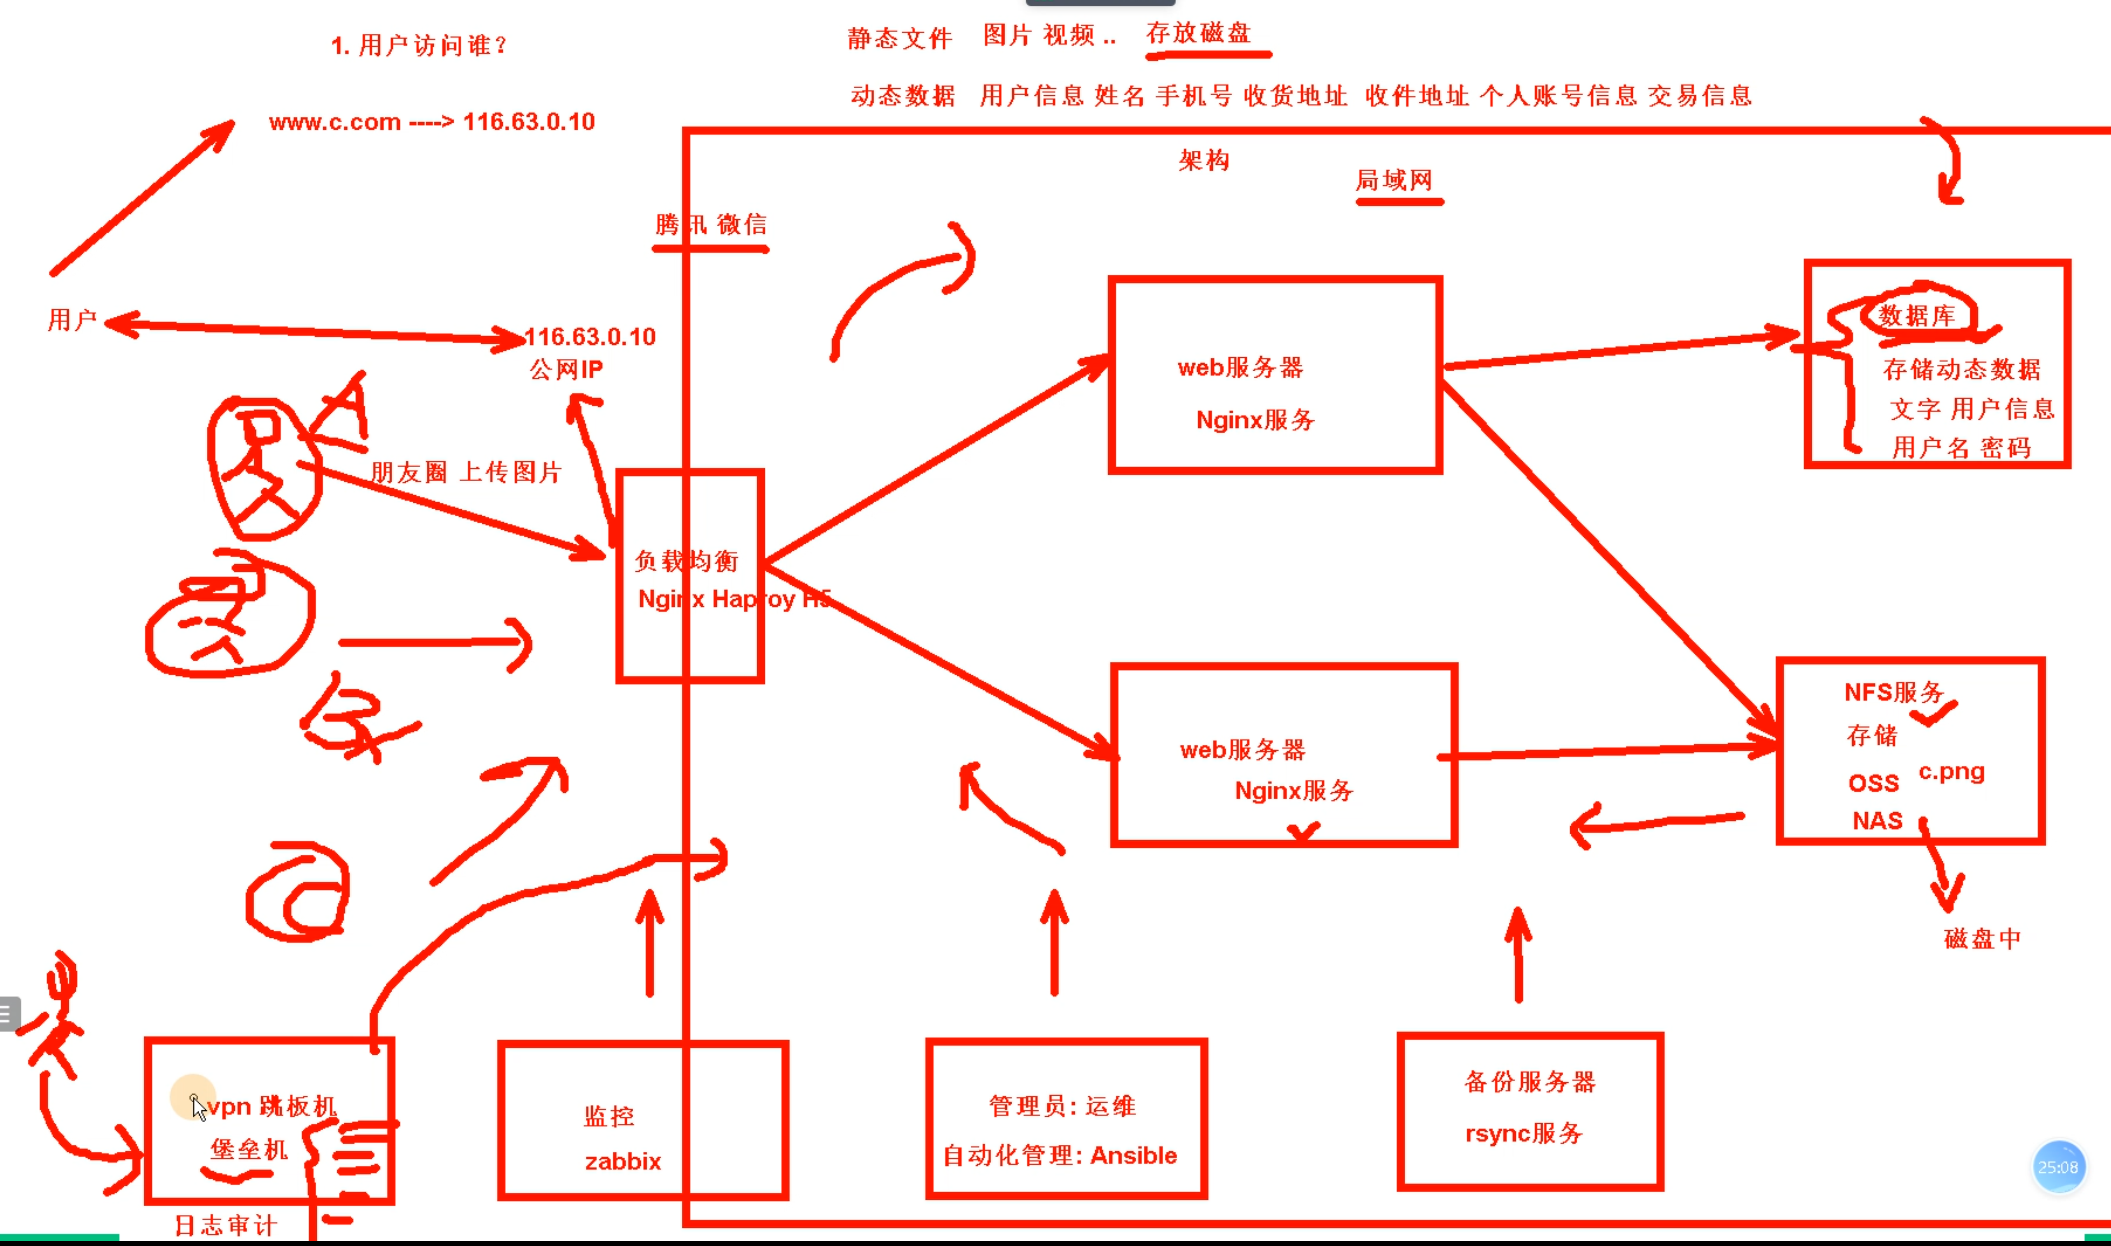 1. 用户访问谁?
静态文件 图片 视频 .. 存放磁盘
动态数据 用户信息 姓名 手机号 收货地址 收件地址 个人账号信息 交易信息
www.c.com ----> 116.63.0.10
架构
局域网
腾讯 微信
用户
116.63.0.10
公网IP
A
朋友圈 上传图片
负载均衡
Nginx Haproy H5
web服务器
Nginx服务
数据库
存储动态数据
文字 用户信息
用户名 密码
B
web服务器
Nginx服务
NFS服务
存储
OSS c.png
NAS
磁盘中
C
vpn 跳板机
堡垒机
日志审计
监控
zabbix
管理员: 运维
自动化管理: Ansible
备份服务器
rsync服务
25:08